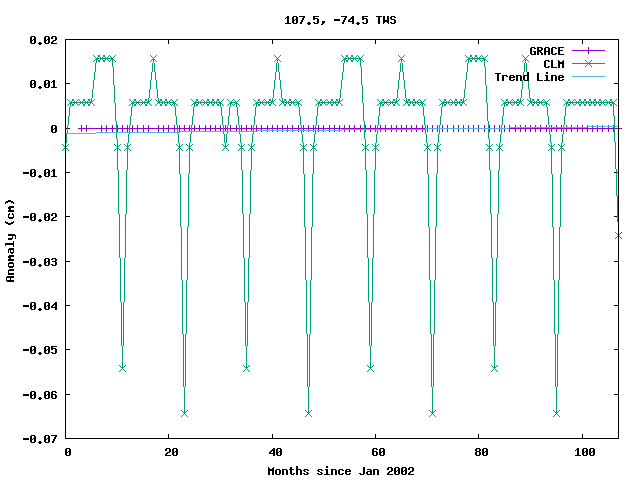 107.5, -74.5 TWS
GRACE
CLM
Trend Line
0.02
0.01
0
-0.01
-0.02
-0.03
-0.04
-0.05
-0.06
-0.07
Anomaly (cm)
0 20 40 60 80 100
Months since Jan 2002